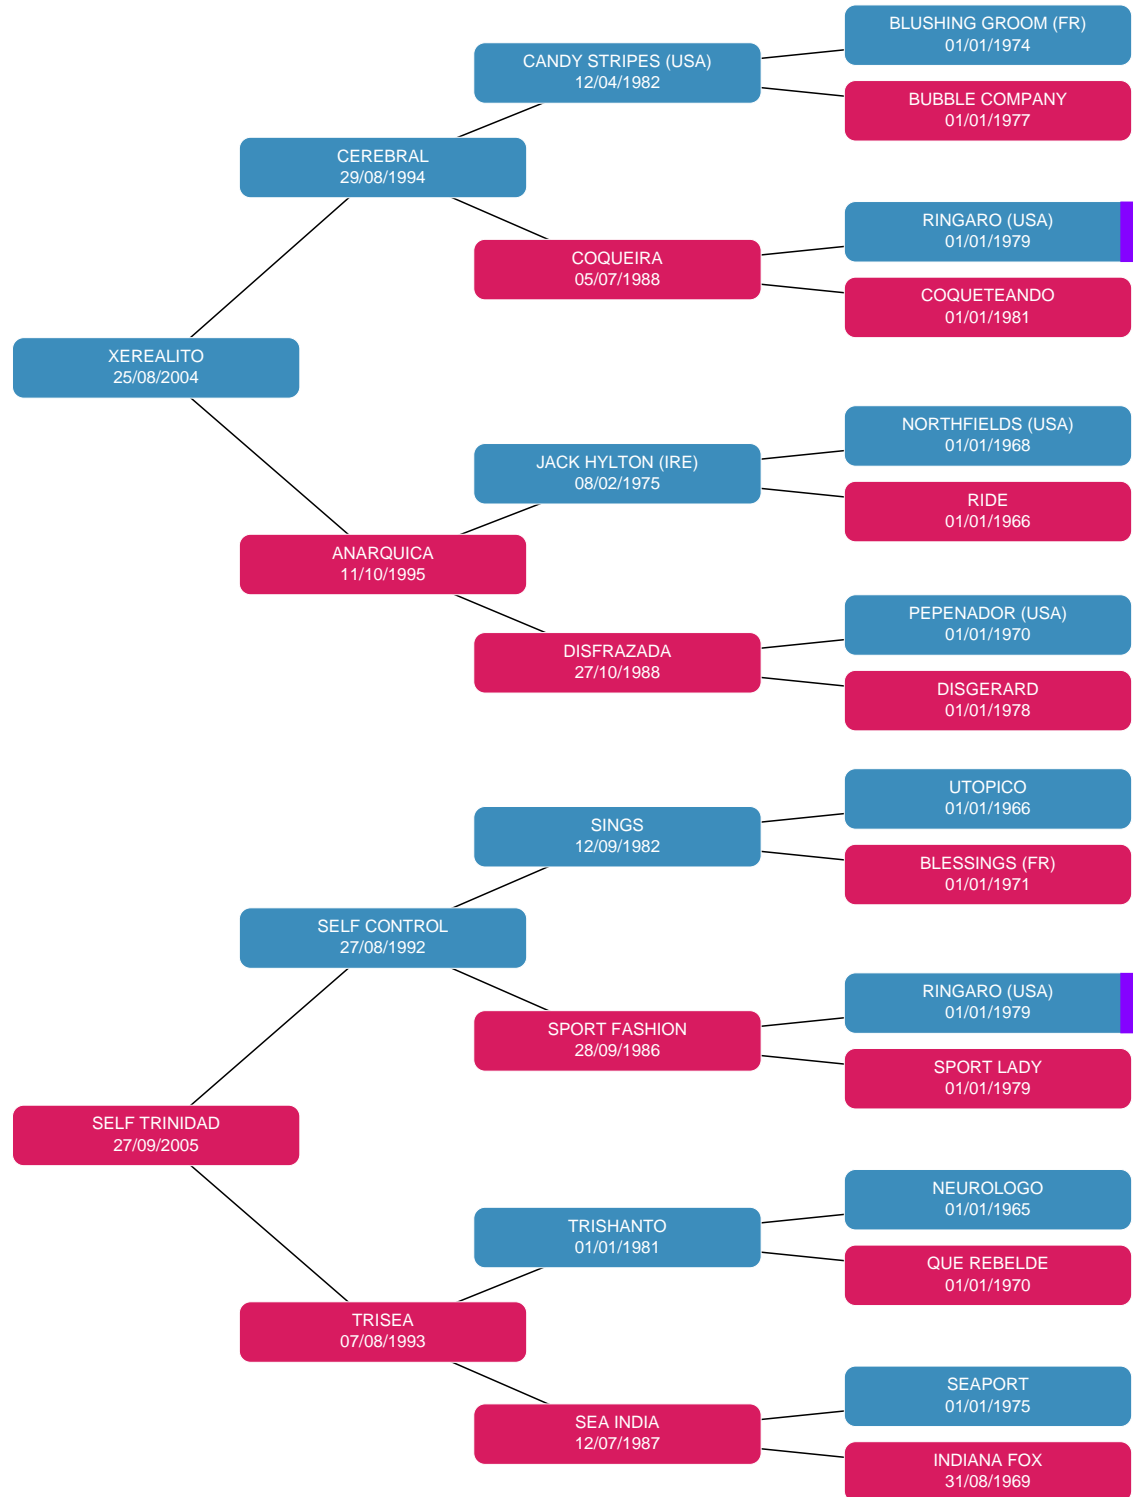 BLUSHING GROOM (FR)
01/01/1974
CANDY STRIPES (USA)
12/04/1982
BUBBLE COMPANY
01/01/1977
CEREBRAL
29/08/1994
RINGARO (USA)
01/01/1979
COQUEIRA
05/07/1988
COQUETEANDO
01/01/1981
XEREALITO
25/08/2004
NORTHFIELDS (USA)
01/01/1968
JACK HYLTON (IRE)
08/02/1975
RIDE
01/01/1966
ANARQUICA
11/10/1995
PEPENADOR (USA)
01/01/1970
DISFRAZADA
27/10/1988
DISGERARD
01/01/1978
UTOPICO
01/01/1966
SINGS
12/09/1982
BLESSINGS (FR)
01/01/1971
SELF CONTROL
27/08/1992
RINGARO (USA)
01/01/1979
SPORT FASHION
28/09/1986
SPORT LADY
01/01/1979
SELF TRINIDAD
27/09/2005
NEUROLOGO
01/01/1965
TRISHANTO
01/01/1981
QUE REBELDE
01/01/1970
TRISEA
07/08/1993
SEAPORT
01/01/1975
SEA INDIA
12/07/1987
INDIANA FOX
31/08/1969